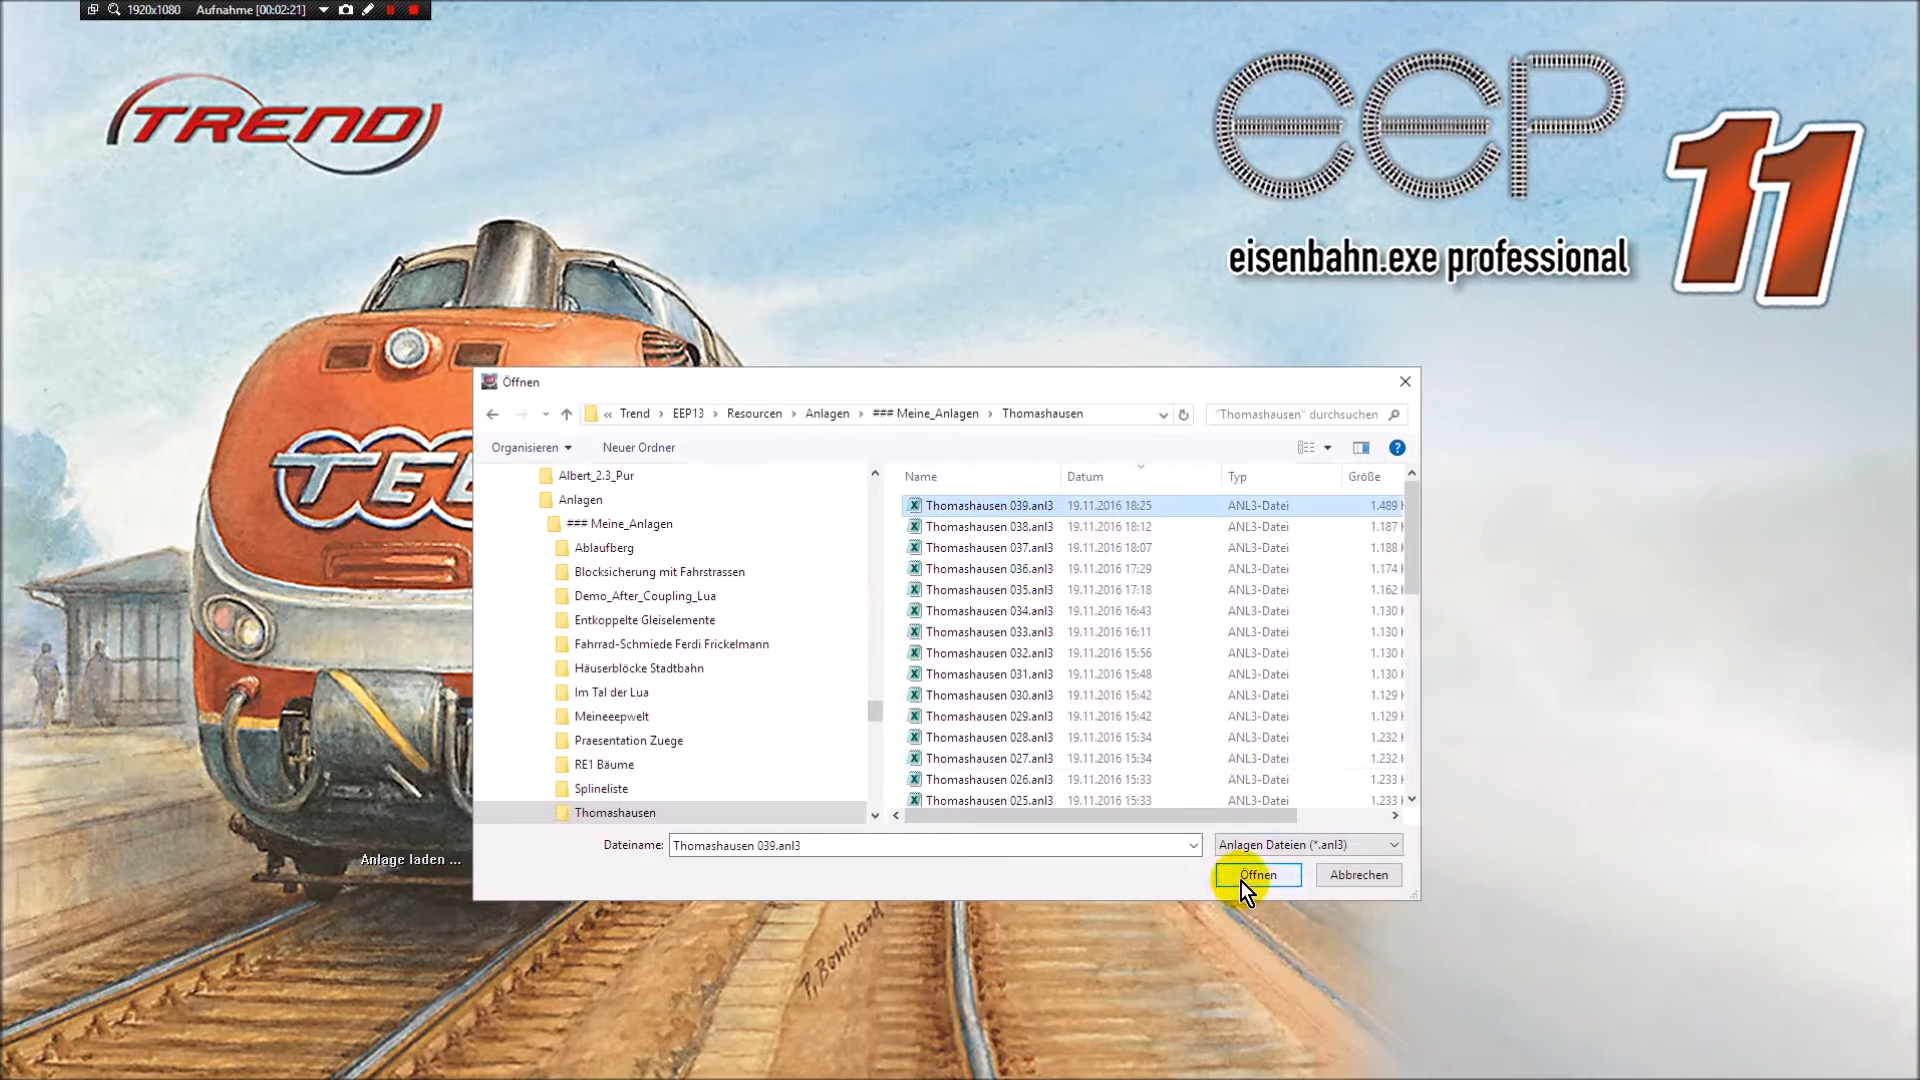 1920x1080 Aufnahme [00:02:21]
TREND
eep 11
eisenbahn.exe professional
TEE
Öffnen
« Trend › EEP13 › Resourcen › Anlagen › ### Meine_Anlagen › Thomashausen
"Thomashausen" durchsuchen
Organisieren
Neuer Ordner
Albert_2.3_Pur
Anlagen
### Meine_Anlagen
Ablaufberg
Blocksicherung mit Fahrstrassen
Demo_After_Coupling_Lua
Entkoppelte Gleiselemente
Fahrrad-Schmiede Ferdi Frickelmann
Häuserblöcke Stadtbahn
Im Tal der Lua
Meineeepwelt
Praesentation Zuege
RE1 Bäume
Splineliste
Thomashausen
Name Datum Typ Größe
Thomashausen 039.anl3 19.11.2016 18:25 ANL3-Datei 1.489
Thomashausen 038.anl3 19.11.2016 18:12 ANL3-Datei 1.187
Thomashausen 037.anl3 19.11.2016 18:07 ANL3-Datei 1.188
Thomashausen 036.anl3 19.11.2016 17:29 ANL3-Datei 1.174
Thomashausen 035.anl3 19.11.2016 17:18 ANL3-Datei 1.162
Thomashausen 034.anl3 19.11.2016 16:43 ANL3-Datei 1.130
Thomashausen 033.anl3 19.11.2016 16:11 ANL3-Datei 1.130
Thomashausen 032.anl3 19.11.2016 15:56 ANL3-Datei 1.130
Thomashausen 031.anl3 19.11.2016 15:48 ANL3-Datei 1.130
Thomashausen 030.anl3 19.11.2016 15:42 ANL3-Datei 1.129
Thomashausen 029.anl3 19.11.2016 15:42 ANL3-Datei 1.129
Thomashausen 028.anl3 19.11.2016 15:34 ANL3-Datei 1.232
Thomashausen 027.anl3 19.11.2016 15:34 ANL3-Datei 1.232
Thomashausen 026.anl3 19.11.2016 15:33 ANL3-Datei 1.233
Thomashausen 025.anl3 19.11.2016 15:33 ANL3-Datei 1.233
Dateiname: Thomashausen 039.anl3
Anlagen Dateien (*.anl3)
Öffnen Abbrechen
Anlage laden ...
P. Bomhard